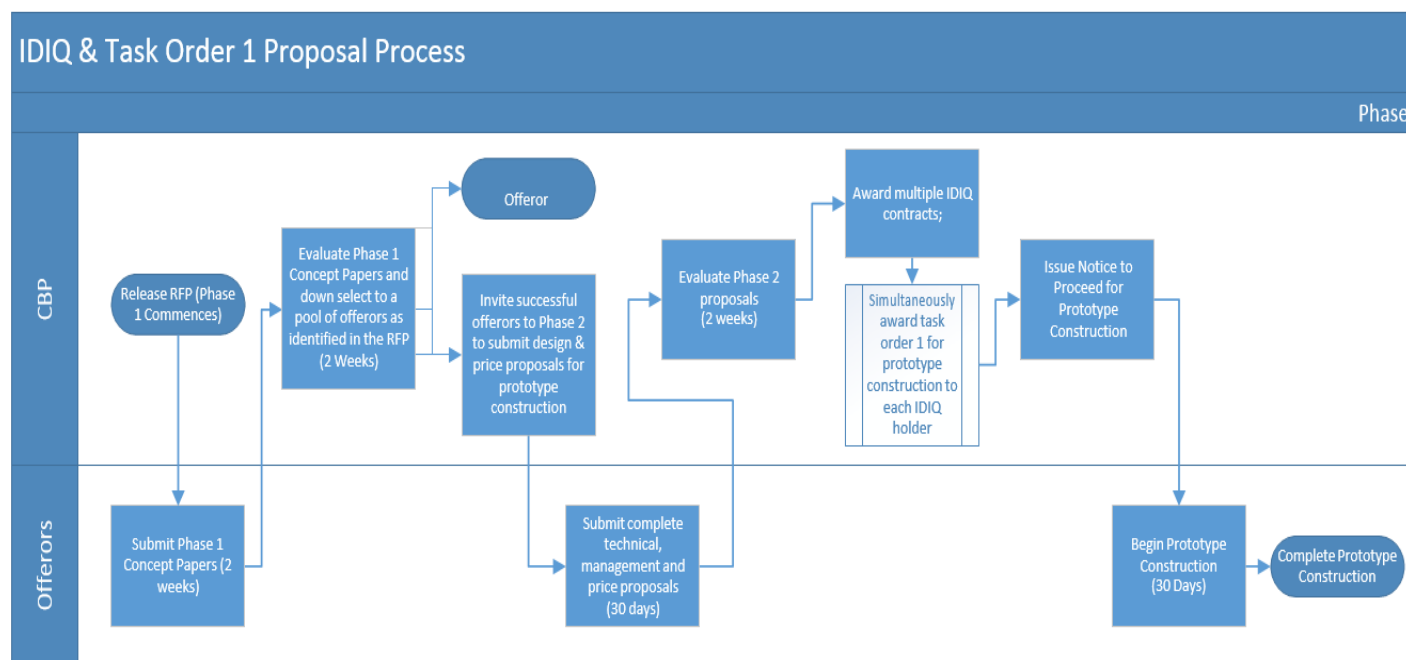 IDIQ & Task Order 1 Proposal Process
Phase
CBP
Release RFP (Phase
1 Commences)
Evaluate Phase 1
Concept Papers and
down select to a
pool of offerors as
identified in the RFP
(2 Weeks)
Offeror
Invite successful
offerors to Phase 2
to submit design &
price proposals for
prototype
construction
Evaluate Phase 2
proposals
(2 weeks)
Award multiple IDIQ
contracts;
Simultaneously
award task
order 1 for
prototype
construction to
each IDIQ
holder
Issue Notice to
Proceed for
Prototype
Construction
Offerors
Submit Phase 1
Concept Papers (2
weeks)
Submit complete
technical,
management and
price proposals
(30 days)
Begin Prototype
Construction
(30 Days)
Complete Prototype
Construction